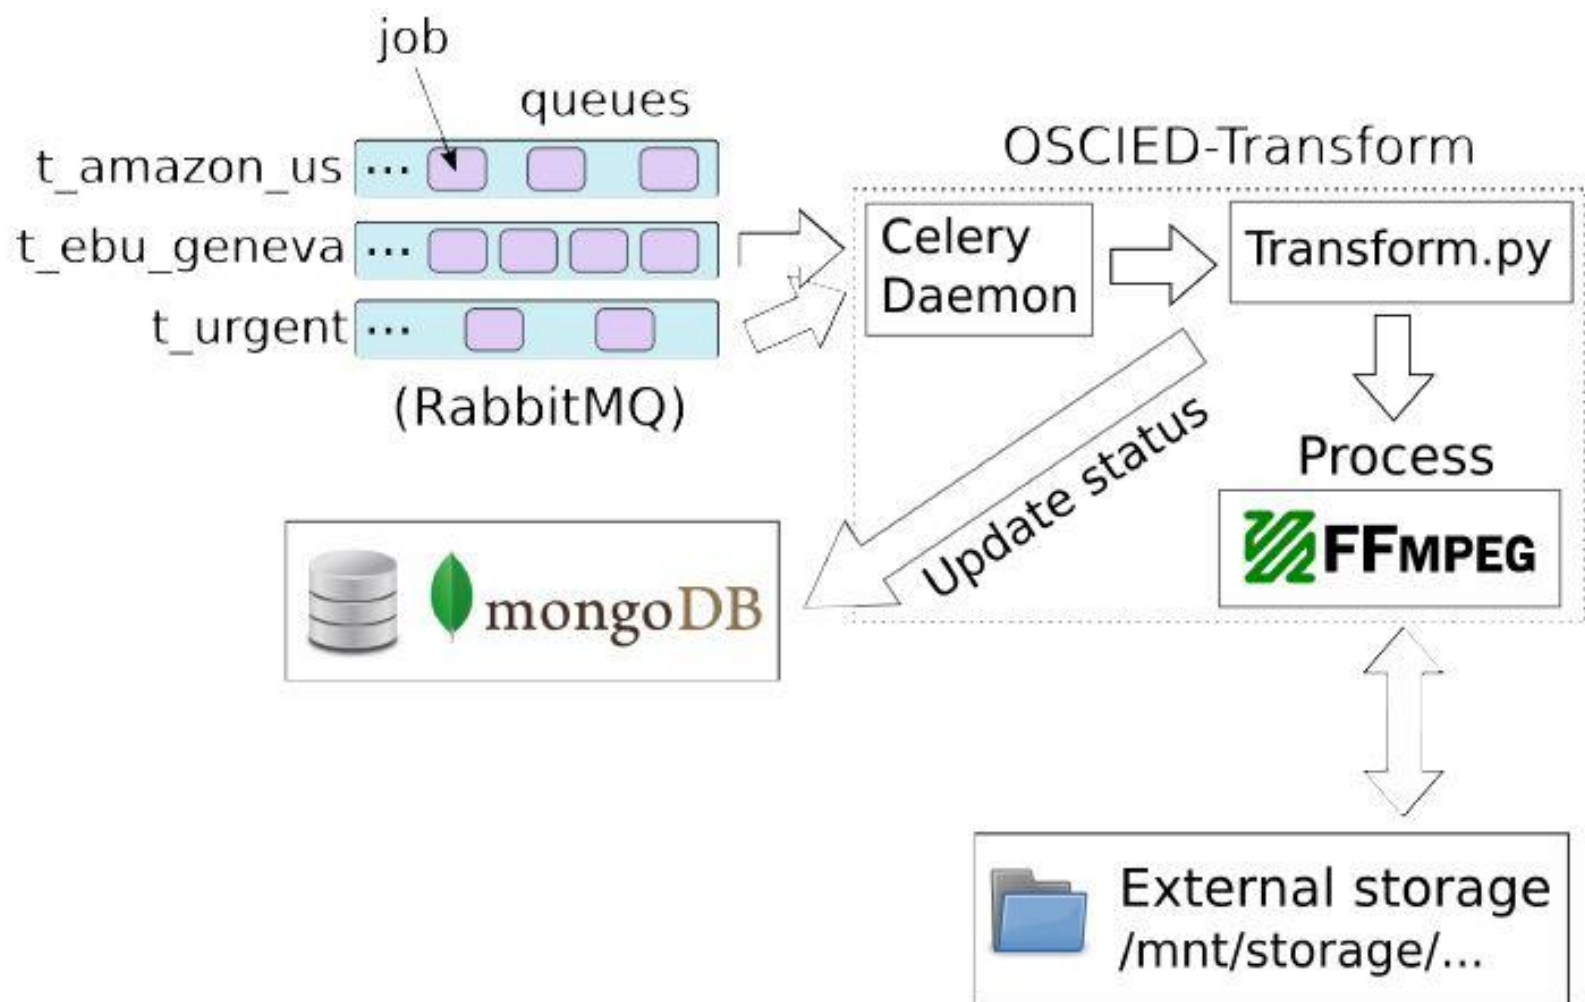 job
queues
t_amazon_us ...
t_ebu_geneva ...
t_urgent ...
(RabbitMQ)
OSCIED-Transform
Celery
Daemon
Transform.py
Update status
Process
FFMPEG
mongoDB
External storage
/mnt/storage/...